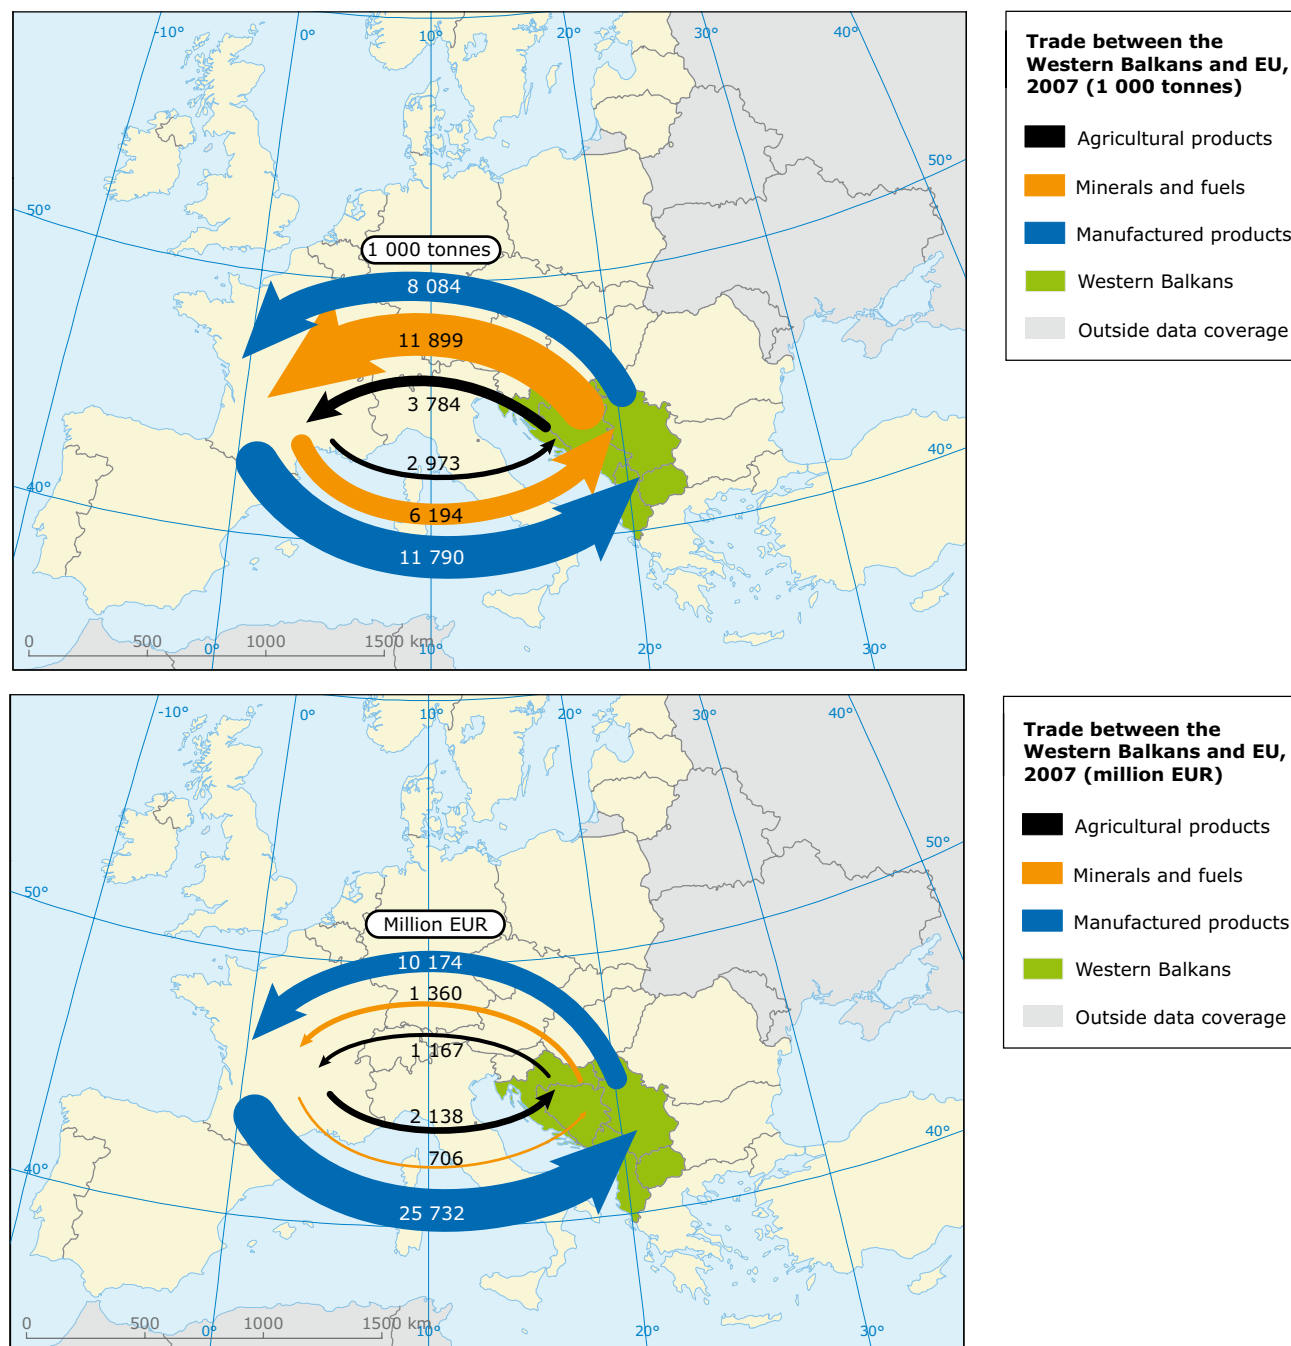 -10°
0°
10°
20°
30°
40°
50°
50°
40°
40°
1 000 tonnes
8 084
11 899
3 784
2 973
6 194
11 790
0
500
1000
1500 km
0°
10°
20°
30°
Trade between the
Western Balkans and EU,
2007 (1 000 tonnes)
Agricultural products
Minerals and fuels
Manufactured products
Western Balkans
Outside data coverage
-10°
0°
10°
20°
30°
40°
50°
50°
40°
40°
Million EUR
10 174
1 360
1 167
2 138
706
25 732
0
500
1000
1500 km
0°
10°
20°
30°
Trade between the
Western Balkans and EU,
2007 (million EUR)
Agricultural products
Minerals and fuels
Manufactured products
Western Balkans
Outside data coverage